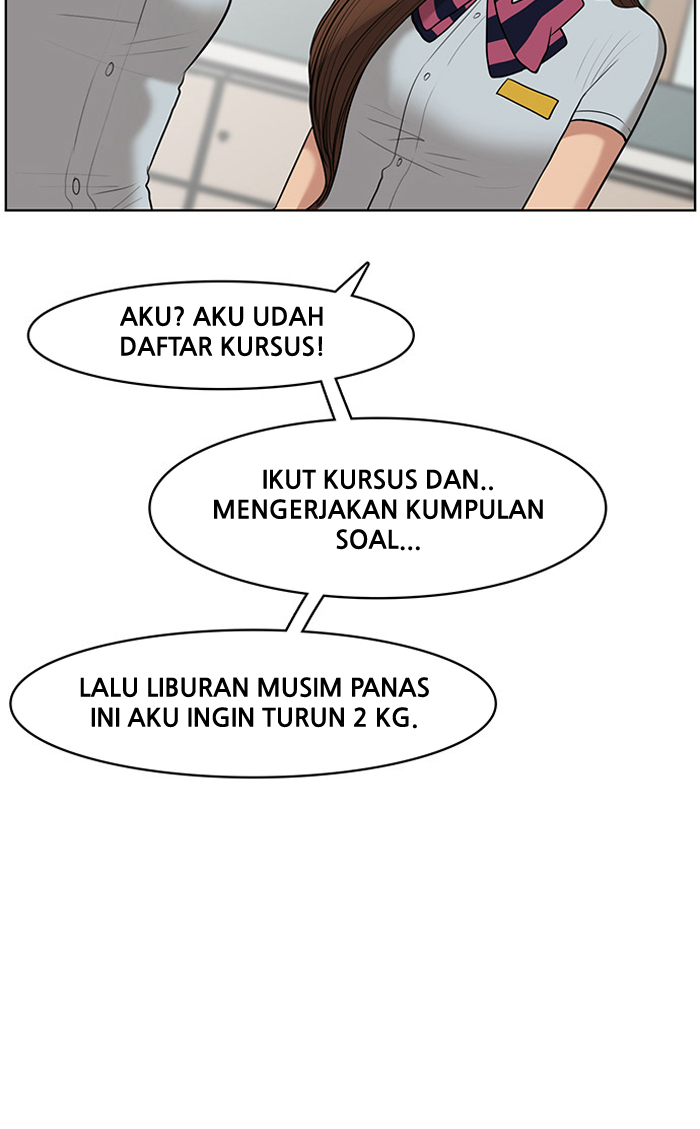 AKU? AKU UDAH
DAFTAR KURSUS!
IKUT KURSUS DAN..
MENGERJAKAN KUMPULAN
SOAL...
LALU LIBURAN MUSIM PANAS
INI AKU INGIN TURUN 2 KG.